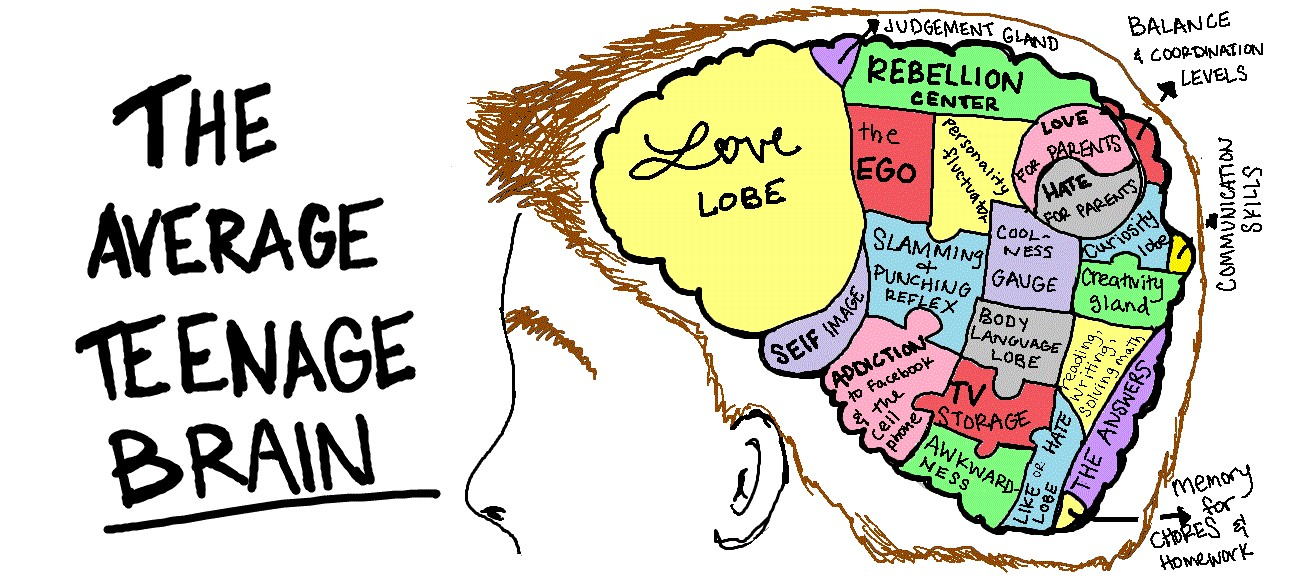 THE
AVERAGE
TEENAGE
BRAIN
JUDGEMENT GLAND
BALANCE
& COORDINATION
LEVELS
REBELLION
CENTER
Love
LOBE
the
EGO
Personality
fluctuator
LOVE
FOR PARENTS
HATE
FOR PARENTS
COMMUNICATION
SKILLS
SLAMMING
&
PUNCHING
REFLEX
COOL-
NESS
GAUGE
Curiosity
lobe
Creativity
gland
SElF IMAGE
BODY
LANGUAGE
LOBE
reading,
writing,
solving math
ADDICTION
to Facebook
& the
Cell
phone
TV
STORAGE
AWKWARD-
NESS
LIKE OR HATE
LOBE
THE ANSWERS
Memory
for
CHORES &
HomewORK